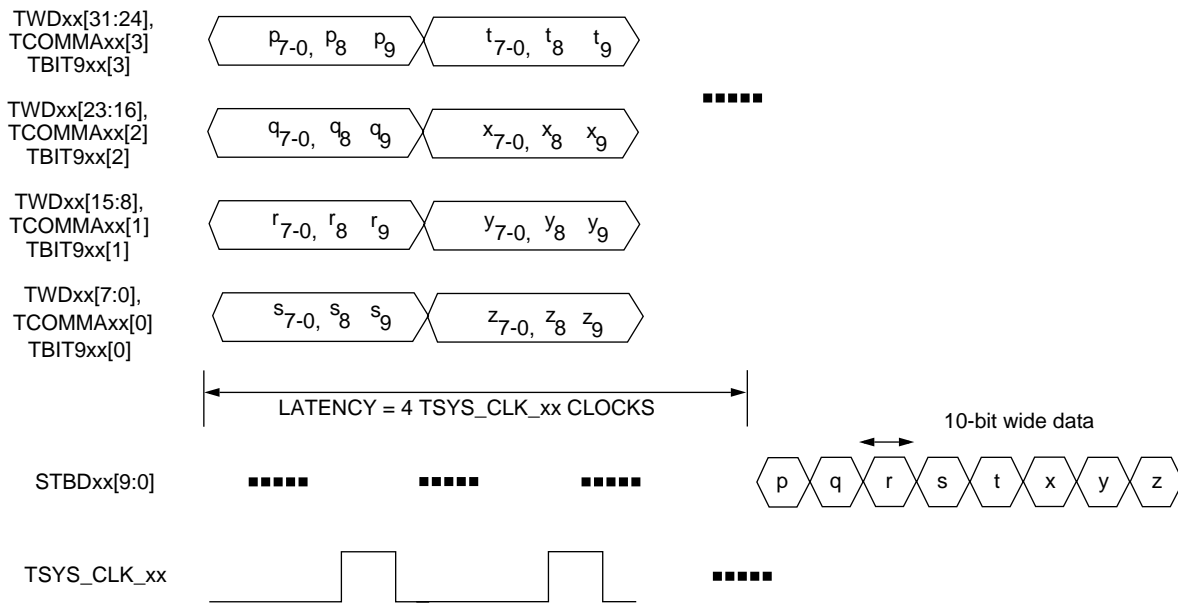 TWDxx[31:24],
TCOMMAxx[3]
TBIT9xx[3]
p7-0, p8 p9
t7-0, t8 t9
TWDxx[23:16],
TCOMMAxx[2]
TBIT9xx[2]
q7-0, q8 q9
x7-0, x8 x9
TWDxx[15:8],
TCOMMAxx[1]
TBIT9xx[1]
r7-0, r8 r9
y7-0, y8 y9
TWDxx[7:0],
TCOMMAxx[0]
TBIT9xx[0]
s7-0, s8 s9
z7-0, z8 z9
LATENCY = 4 TSYS_CLK_xx CLOCKS
10-bit wide data
STBDxx[9:0]
p q r s t x y z
TSYS_CLK_xx